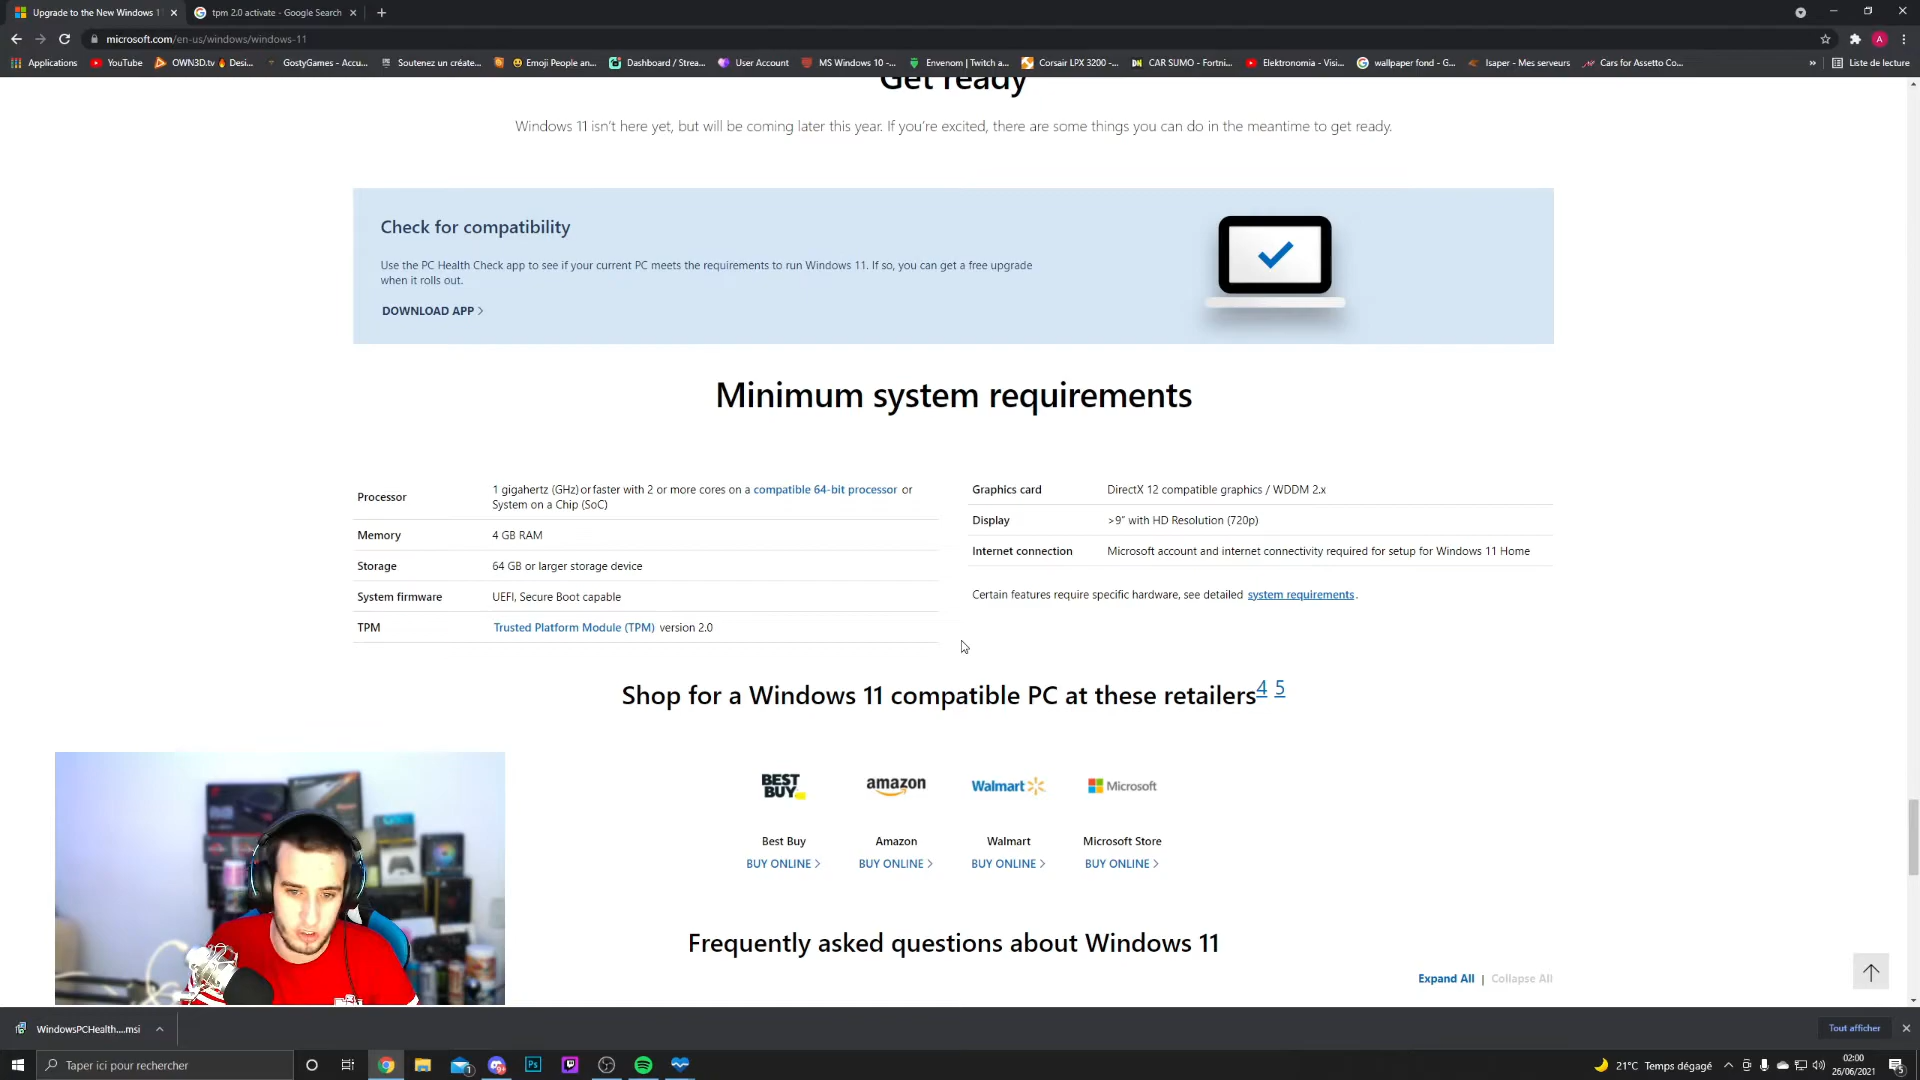 Upgrade to the New Windows 1
tpm 2.0 activate - Google Search
microsoft.com/en-us/windows/windows-11
Applications
YouTube
OWN3D.tv
Desi...
GostyGames - Accu...
Soutenez un créate...
Emoji People an...
Dashboard / Strea...
User Account
MS Windows 10 -...
Envenom | Twitch a...
Corsair LPX 3200 -...
CAR SUMO - Fortni...
Elektronomia - Visi...
wallpaper fond - G...
Isaper - Mes serveurs
Cars for Assetto Co...
»
Liste de lecture
Get ready
Windows 11 isn't here yet, but will be coming later this year. If you're excited, there are some things you can do in the meantime to get ready.
Check for compatibility
Use the PC Health Check app to see if your current PC meets the requirements to run Windows 11. If so, you can get a free upgrade
when it rolls out.
DOWNLOAD APP >
Minimum system requirements
Processor
1 gigahertz (GHz) or faster with 2 or more cores on a compatible 64-bit processor or
System on a Chip (SoC)
Memory
4 GB RAM
Storage
64 GB or larger storage device
System firmware
UEFI, Secure Boot capable
TPM
Trusted Platform Module (TPM) version 2.0
Graphics card
DirectX 12 compatible graphics / WDDM 2.x
Display
>9" with HD Resolution (720p)
Internet connection
Microsoft account and internet connectivity required for setup for Windows 11 Home
Certain features require specific hardware, see detailed system requirements.
Shop for a Windows 11 compatible PC at these retailers 4 5
BEST
BUY
amazon
Walmart
Microsoft
Best Buy
Amazon
Walmart
Microsoft Store
BUY ONLINE >
BUY ONLINE >
BUY ONLINE >
BUY ONLINE >
Frequently asked questions about Windows 11
Expand All | Collapse All
WindowsPCHealth....msi
Tout afficher
Taper ici pour rechercher
Ps
21°C Temps dégagé
02:00
26/06/2021